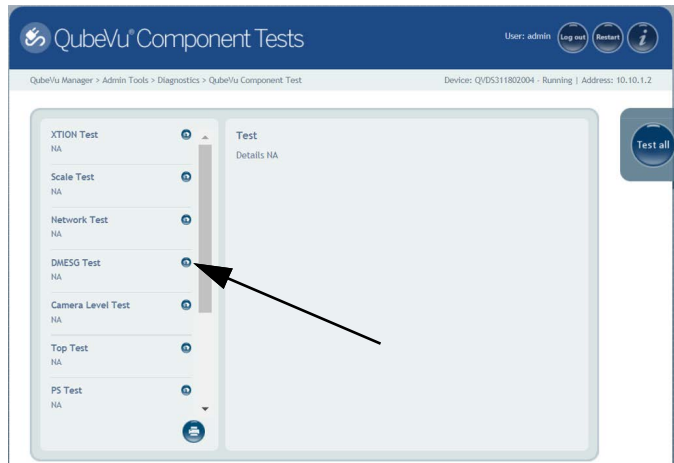 QubeVu® Component Tests
User: admin
Log out
Restart
i
QubeVu Manager > Admin Tools > Diagnostics > QubeVu Component Test
Device: QVDS311802004 - Running | Address: 10.10.1.2
XTION Test
NA
Scale Test
NA
Network Test
NA
DMESG Test
NA
Camera Level Test
NA
Top Test
NA
PS Test
NA
Test
Details NA
Test all